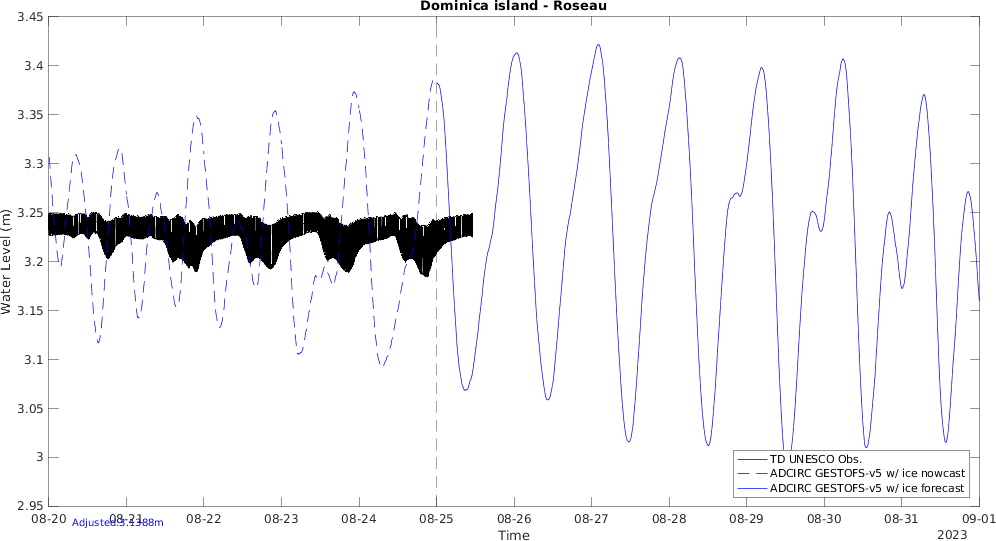 Dominica island - Roseau
3.45
3.4
3.35
3.3
3.25
3.2
3.15
3.1
3.05
3
2.95
Water Level (m)
TD UNESCO Obs.
ADCIRC GESTOFS-v5 w/ ice nowcast
ADCIRC GESTOFS-v5 w/ ice forecast
08-20 08-21 08-22 08-23 08-24 08-25 08-26 08-27 08-28 08-29 08-30 08-31 09-01
Adjusted:3.1388m
Time
2023